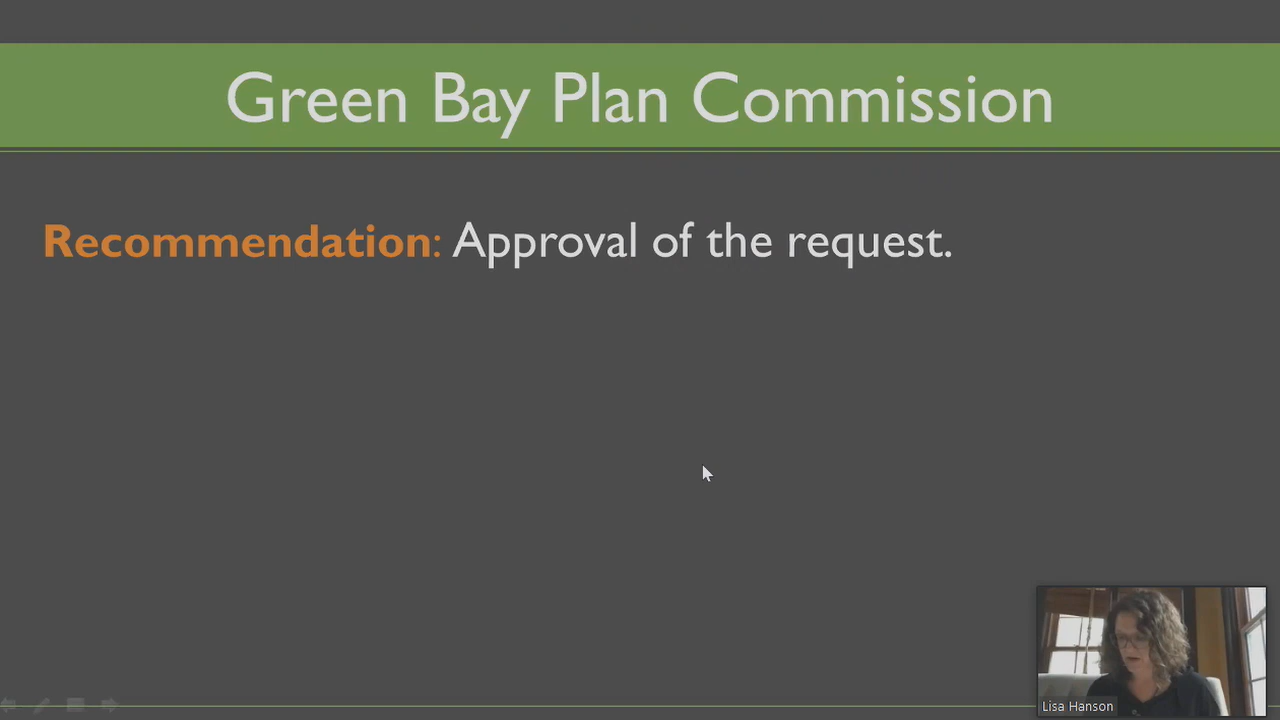 Green Bay Plan Commission
Recommendation: Approval of the request.
Lisa Hanson